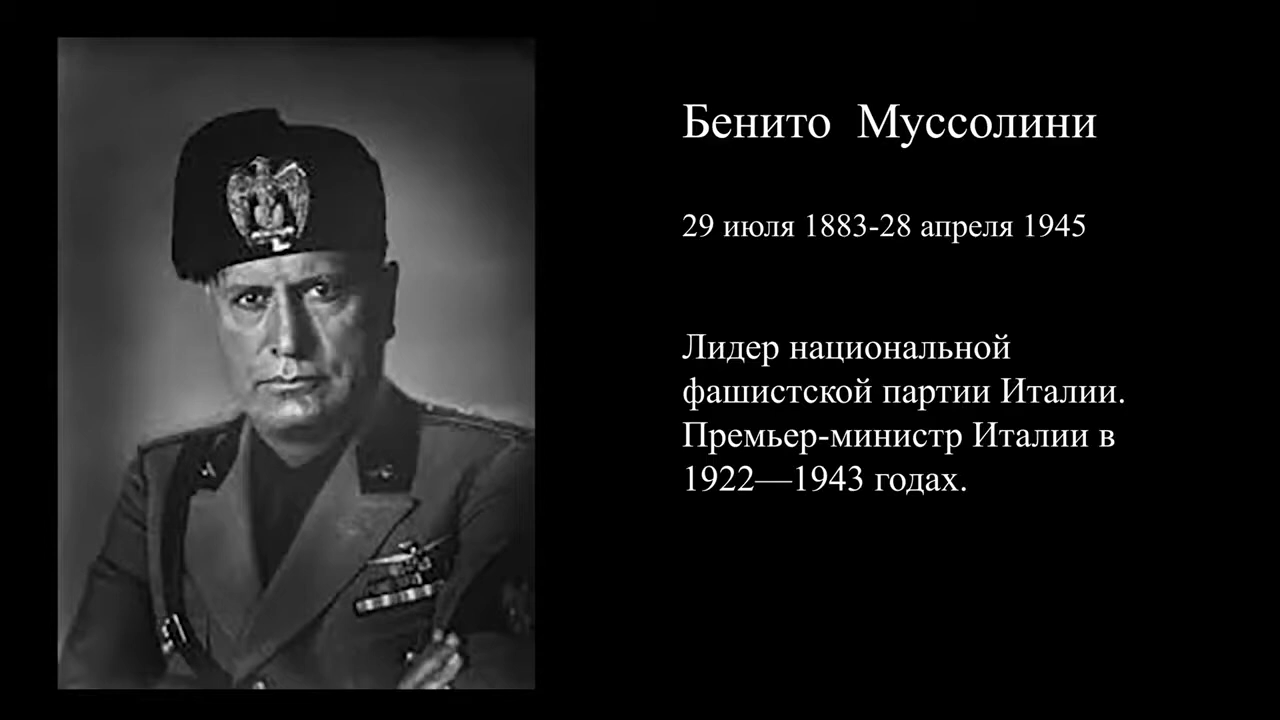 Бенито Муссолини
29 июля 1883-28 апреля 1945
Лидер национальной
фашистской партии Италии.
Премьер-министр Италии в
1922—1943 годах.